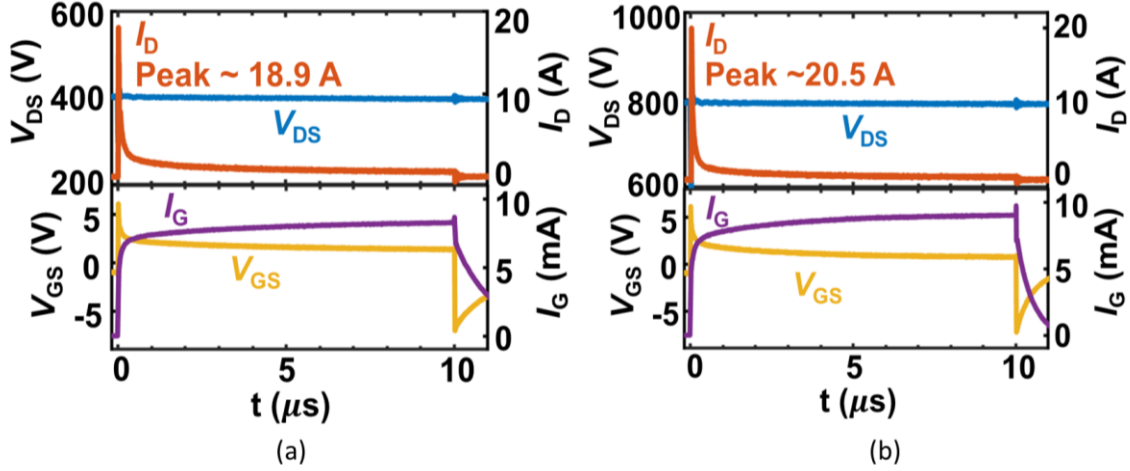 600
400
200
V_DS (V)
I_D
Peak ~ 18.9 A
V_DS
20
10
0
I_D (A)
5
0
-5
V_GS (V)
I_G
V_GS
10
5
0
I_G (mA)
0
5
10
t (μs)
(a)
1000
800
600
V_DS (V)
I_D
Peak ~20.5 A
V_DS
20
10
0
I_D (A)
5
0
-5
V_GS (V)
I_G
V_GS
10
5
0
I_G (mA)
0
5
10
t (μs)
(b)